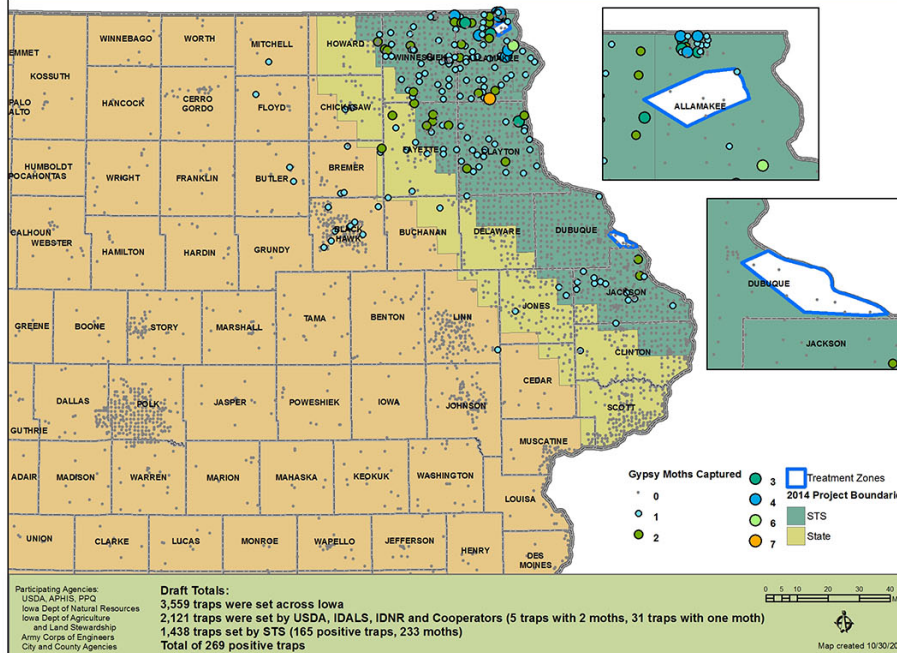 EMMET
WINNEBAGO
WORTH
MITCHELL
HOWARD
WINNESHIEK
ALLAMAKEE
KOSSUTH
PALO
ALTO
HANCOCK
CERRO
GORDO
FLOYD
CHICKASAW
HUMBOLDT
POCAHONTAS
WRIGHT
FRANKLIN
BUTLER
BREMER
FAYETTE
CLAYTON
CALHOUN
WEBSTER
HAMILTON
HARDIN
GRUNDY
BLACK
HAWK
BUCHANAN
DELAWARE
DUBUQUE
GREENE
BOONE
STORY
MARSHALL
TAMA
BENTON
LINN
JONES
JACKSON
CLINTON
CEDAR
SCOTT
GUTHRIE
DALLAS
POLK
JASPER
POWESHIEK
IOWA
JOHNSON
MUSCATINE
ADAIR
MADISON
WARREN
MARION
MAHASKA
KEOKUK
WASHINGTON
LOUISA
UNION
CLARKE
LUCAS
MONROE
WAPELLO
JEFFERSON
HENRY
DES
MOINES
ALLAMAKEE
DUBUQUE
JACKSON
Gypsy Moths Captured
0
1
2
3
4
6
7
Treatment Zones
2014 Project Boundarie
STS
State
Participating Agencies:
USDA, APHIS, PPQ
Iowa Dept of Natural Resources
Iowa Dept of Agriculture
and Land Stewardship
Army Corps of Engineers
City and County Agencies
Draft Totals:
3,559 traps were set across Iowa
2,121 traps were set by USDA, IDALS, IDNR and Cooperators (5 traps with 2 moths, 31 traps with one moth)
1,438 traps set by STS (165 positive traps, 233 moths)
Total of 269 positive traps
0 5 10 20 30 40
Map created 10/30/20